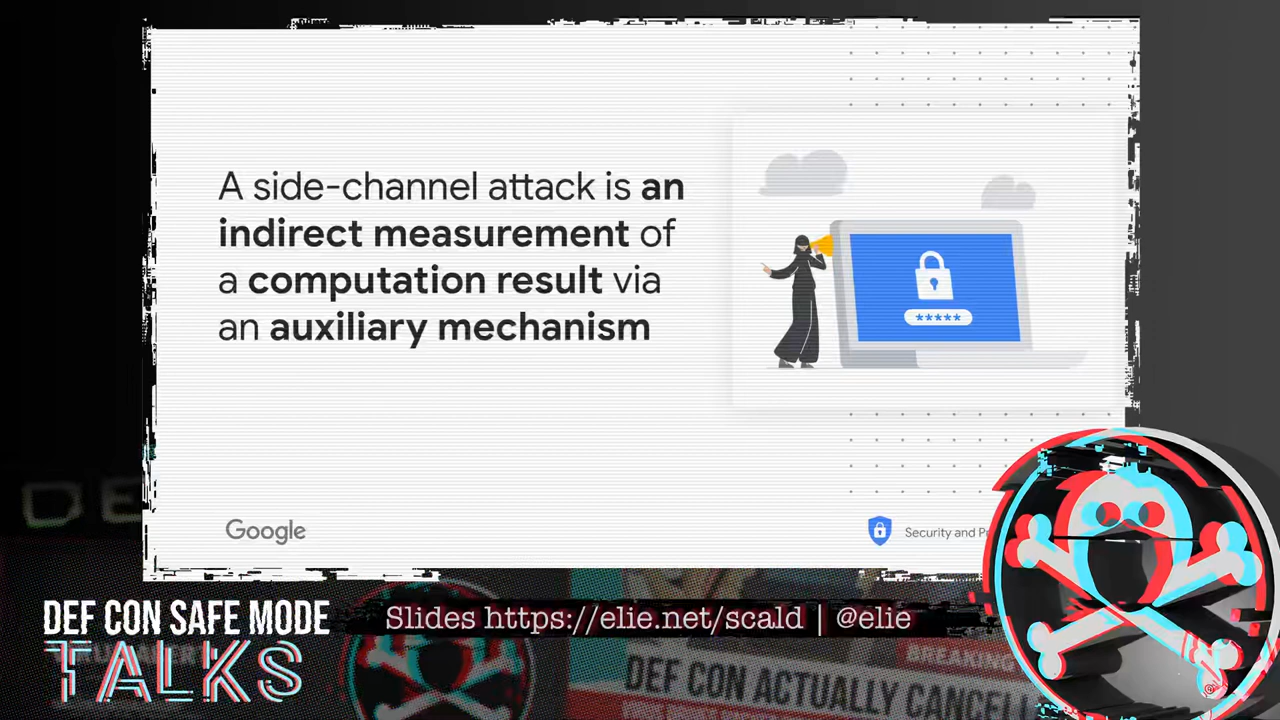 A side-channel attack is an
indirect measurement of
a computation result via
an auxiliary mechanism
*****
Google
Security and
DEF CON SAFE MODE
TALKS
Slides https://elie.net/scald | @elie
BREAKING
DEF CON ACTUALLY CANCELL